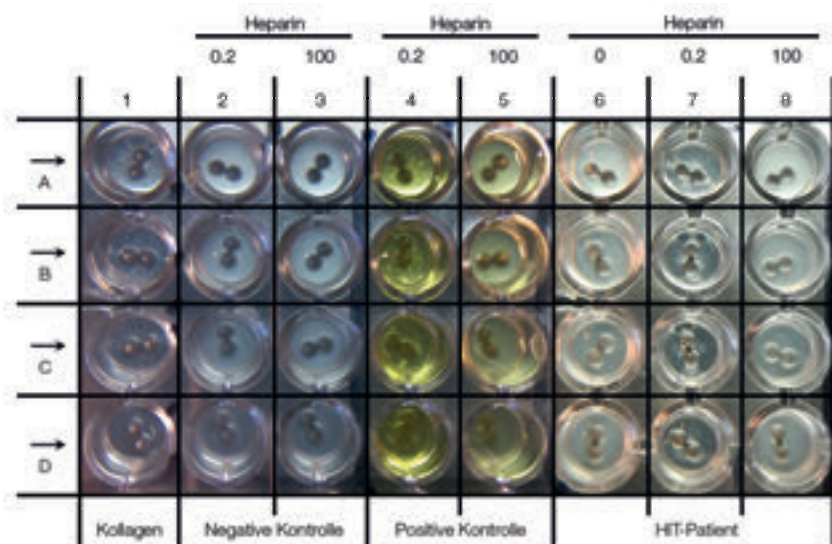 Heparin Heparin Heparin
0.2 100 0.2 100 0 0.2 100
1 2 3 4 5 6 7 8
A
B
C
D
Kollagen Negative Kontrolle Positive Kontrolle HIT-Patient